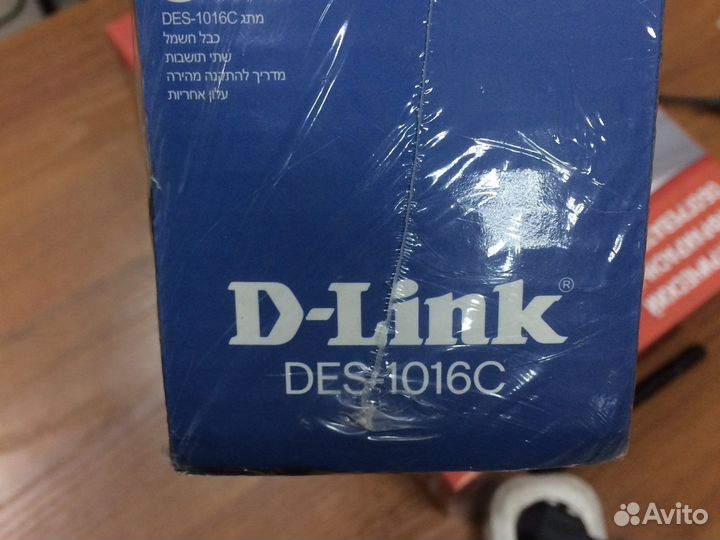 מתג DES-1016C
כבל חשמל
שתי תושבות
מדריך להתקנה מהירה
עלון אחריות
D-Link®
DES-1016C
Avito